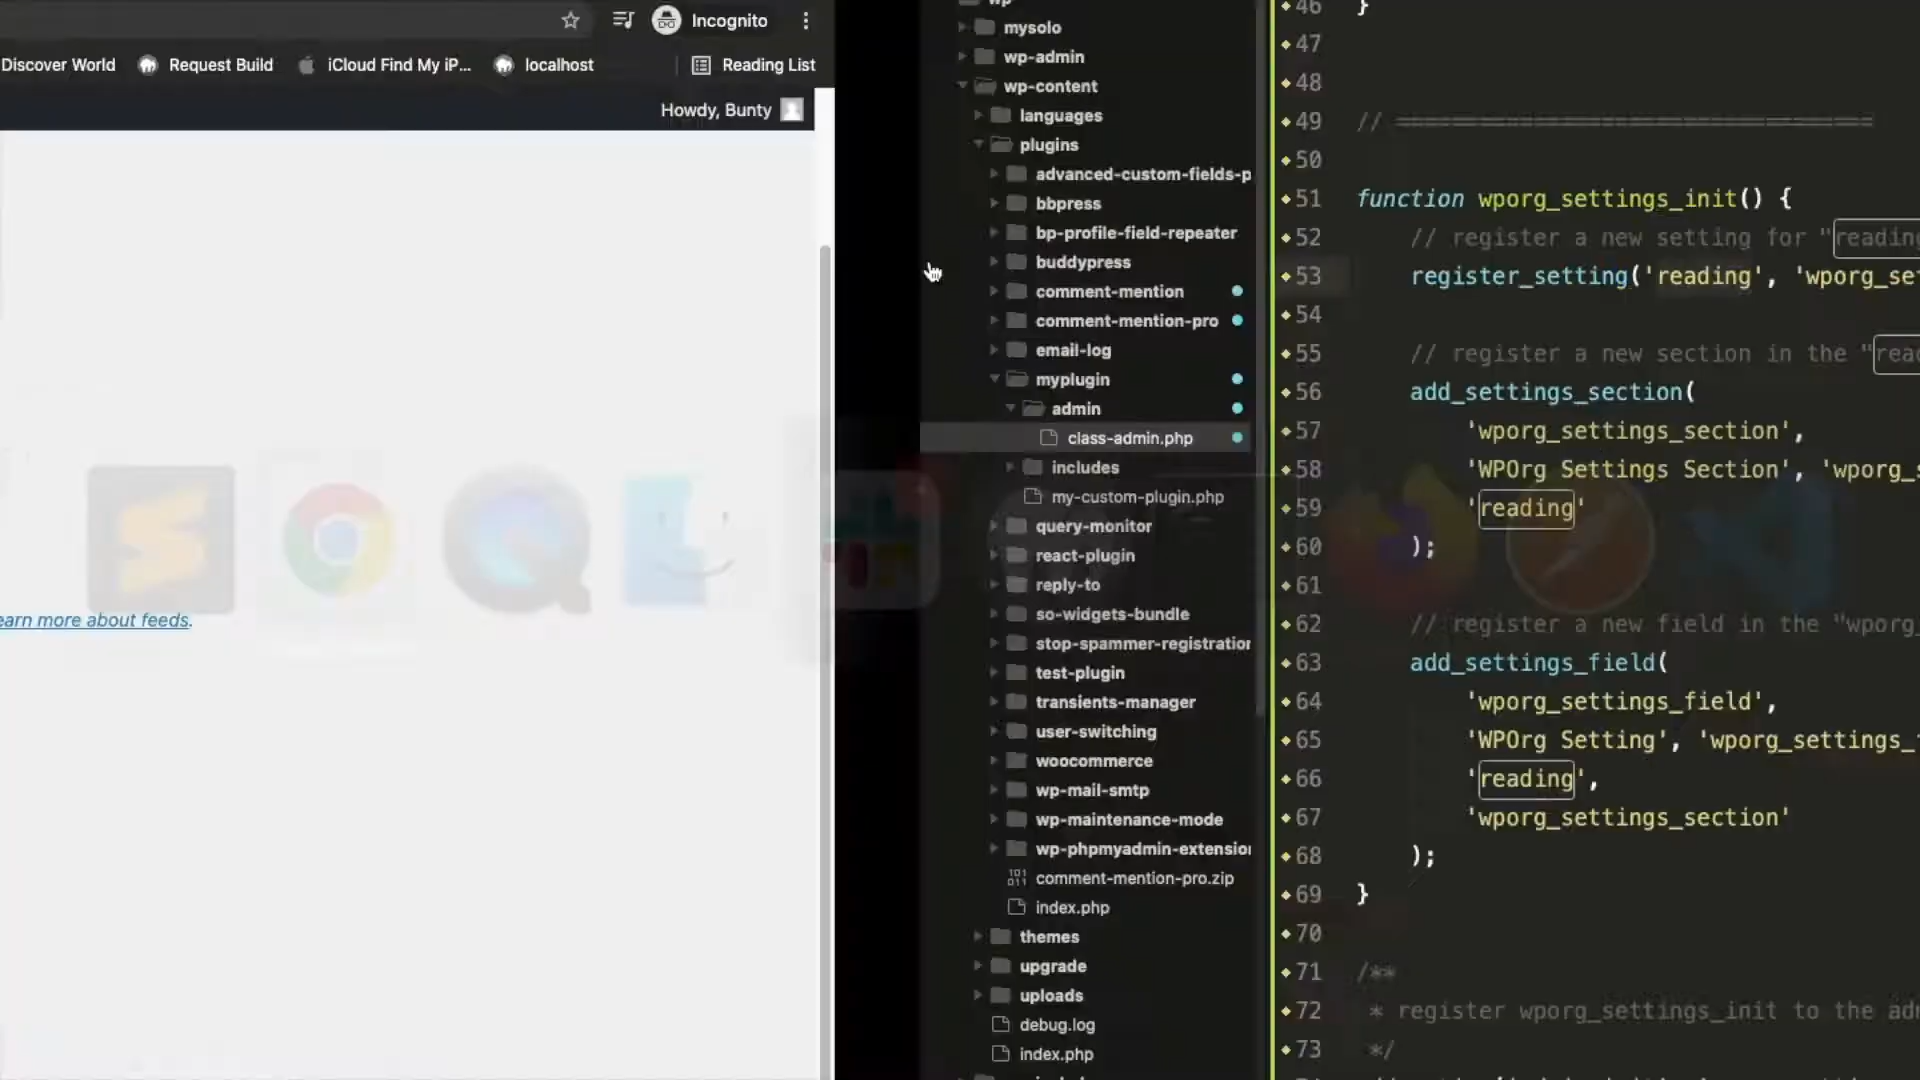 Incognito
Discover World
Request Build
iCloud Find My iP...
localhost
Reading List
Howdy, Bunty
earn more about feeds.
mysolo
wp-admin
wp-content
languages
plugins
advanced-custom-fields-p
bbpress
bp-profile-field-repeater
buddypress
comment-mention
comment-mention-pro
email-log
myplugin
admin
class-admin.php
includes
my-custom-plugin.php
query-monitor
react-plugin
reply-to
so-widgets-bundle
stop-spammer-registration
test-plugin
transients-manager
user-switching
woocommerce
wp-mail-smtp
wp-maintenance-mode
wp-phpmyadmin-extension
comment-mention-pro.zip
index.php
themes
upgrade
uploads
debug.log
index.php
46 }
47
48
49 // ===================================
50
51 function wporg_settings_init() {
52 // register a new setting for "reading
53 register_setting('reading', 'wporg_se
54
55 // register a new section in the "read
56 add_settings_section(
57 'wporg_settings_section',
58 'WPOrg Settings Section', 'wporg_s
59 'reading'
60 );
61
62 // register a new field in the "wporg_
63 add_settings_field(
64 'wporg_settings_field',
65 'WPOrg Setting', 'wporg_settings_
66 'reading',
67 'wporg_settings_section'
68 );
69 }
70
71 /**
72 * register wporg_settings_init to the adm
73 */